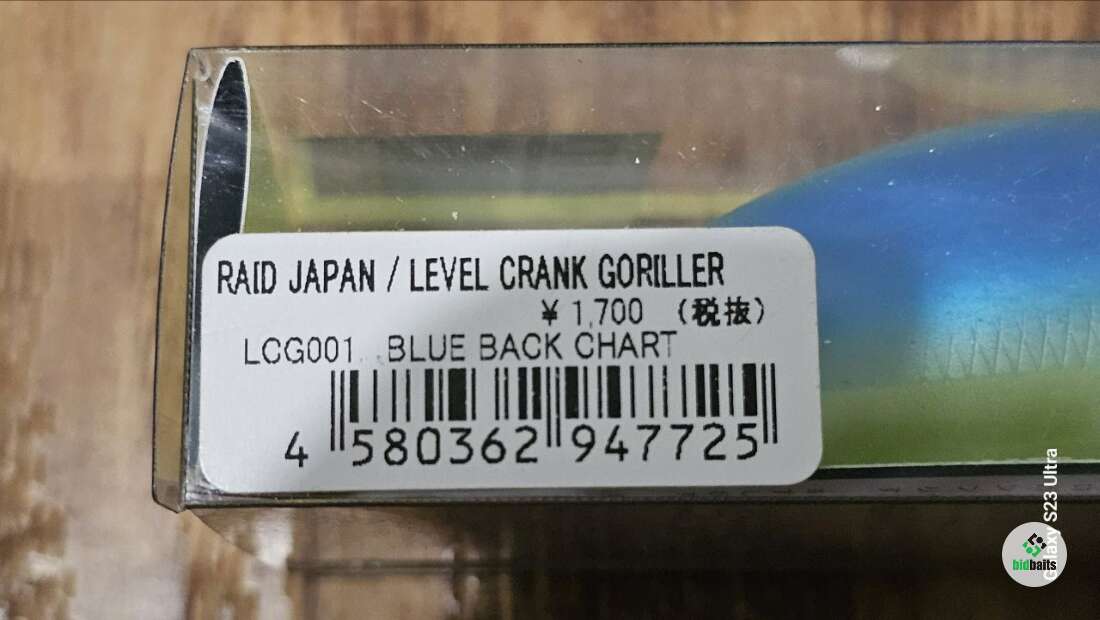 RAID JAPAN / LEVEL CRANK GORILLER
¥ 1,700 (税抜)
LCG001 BLUE BACK CHART
4 580362 947725
Galaxy S23 Ultra
bidbaits